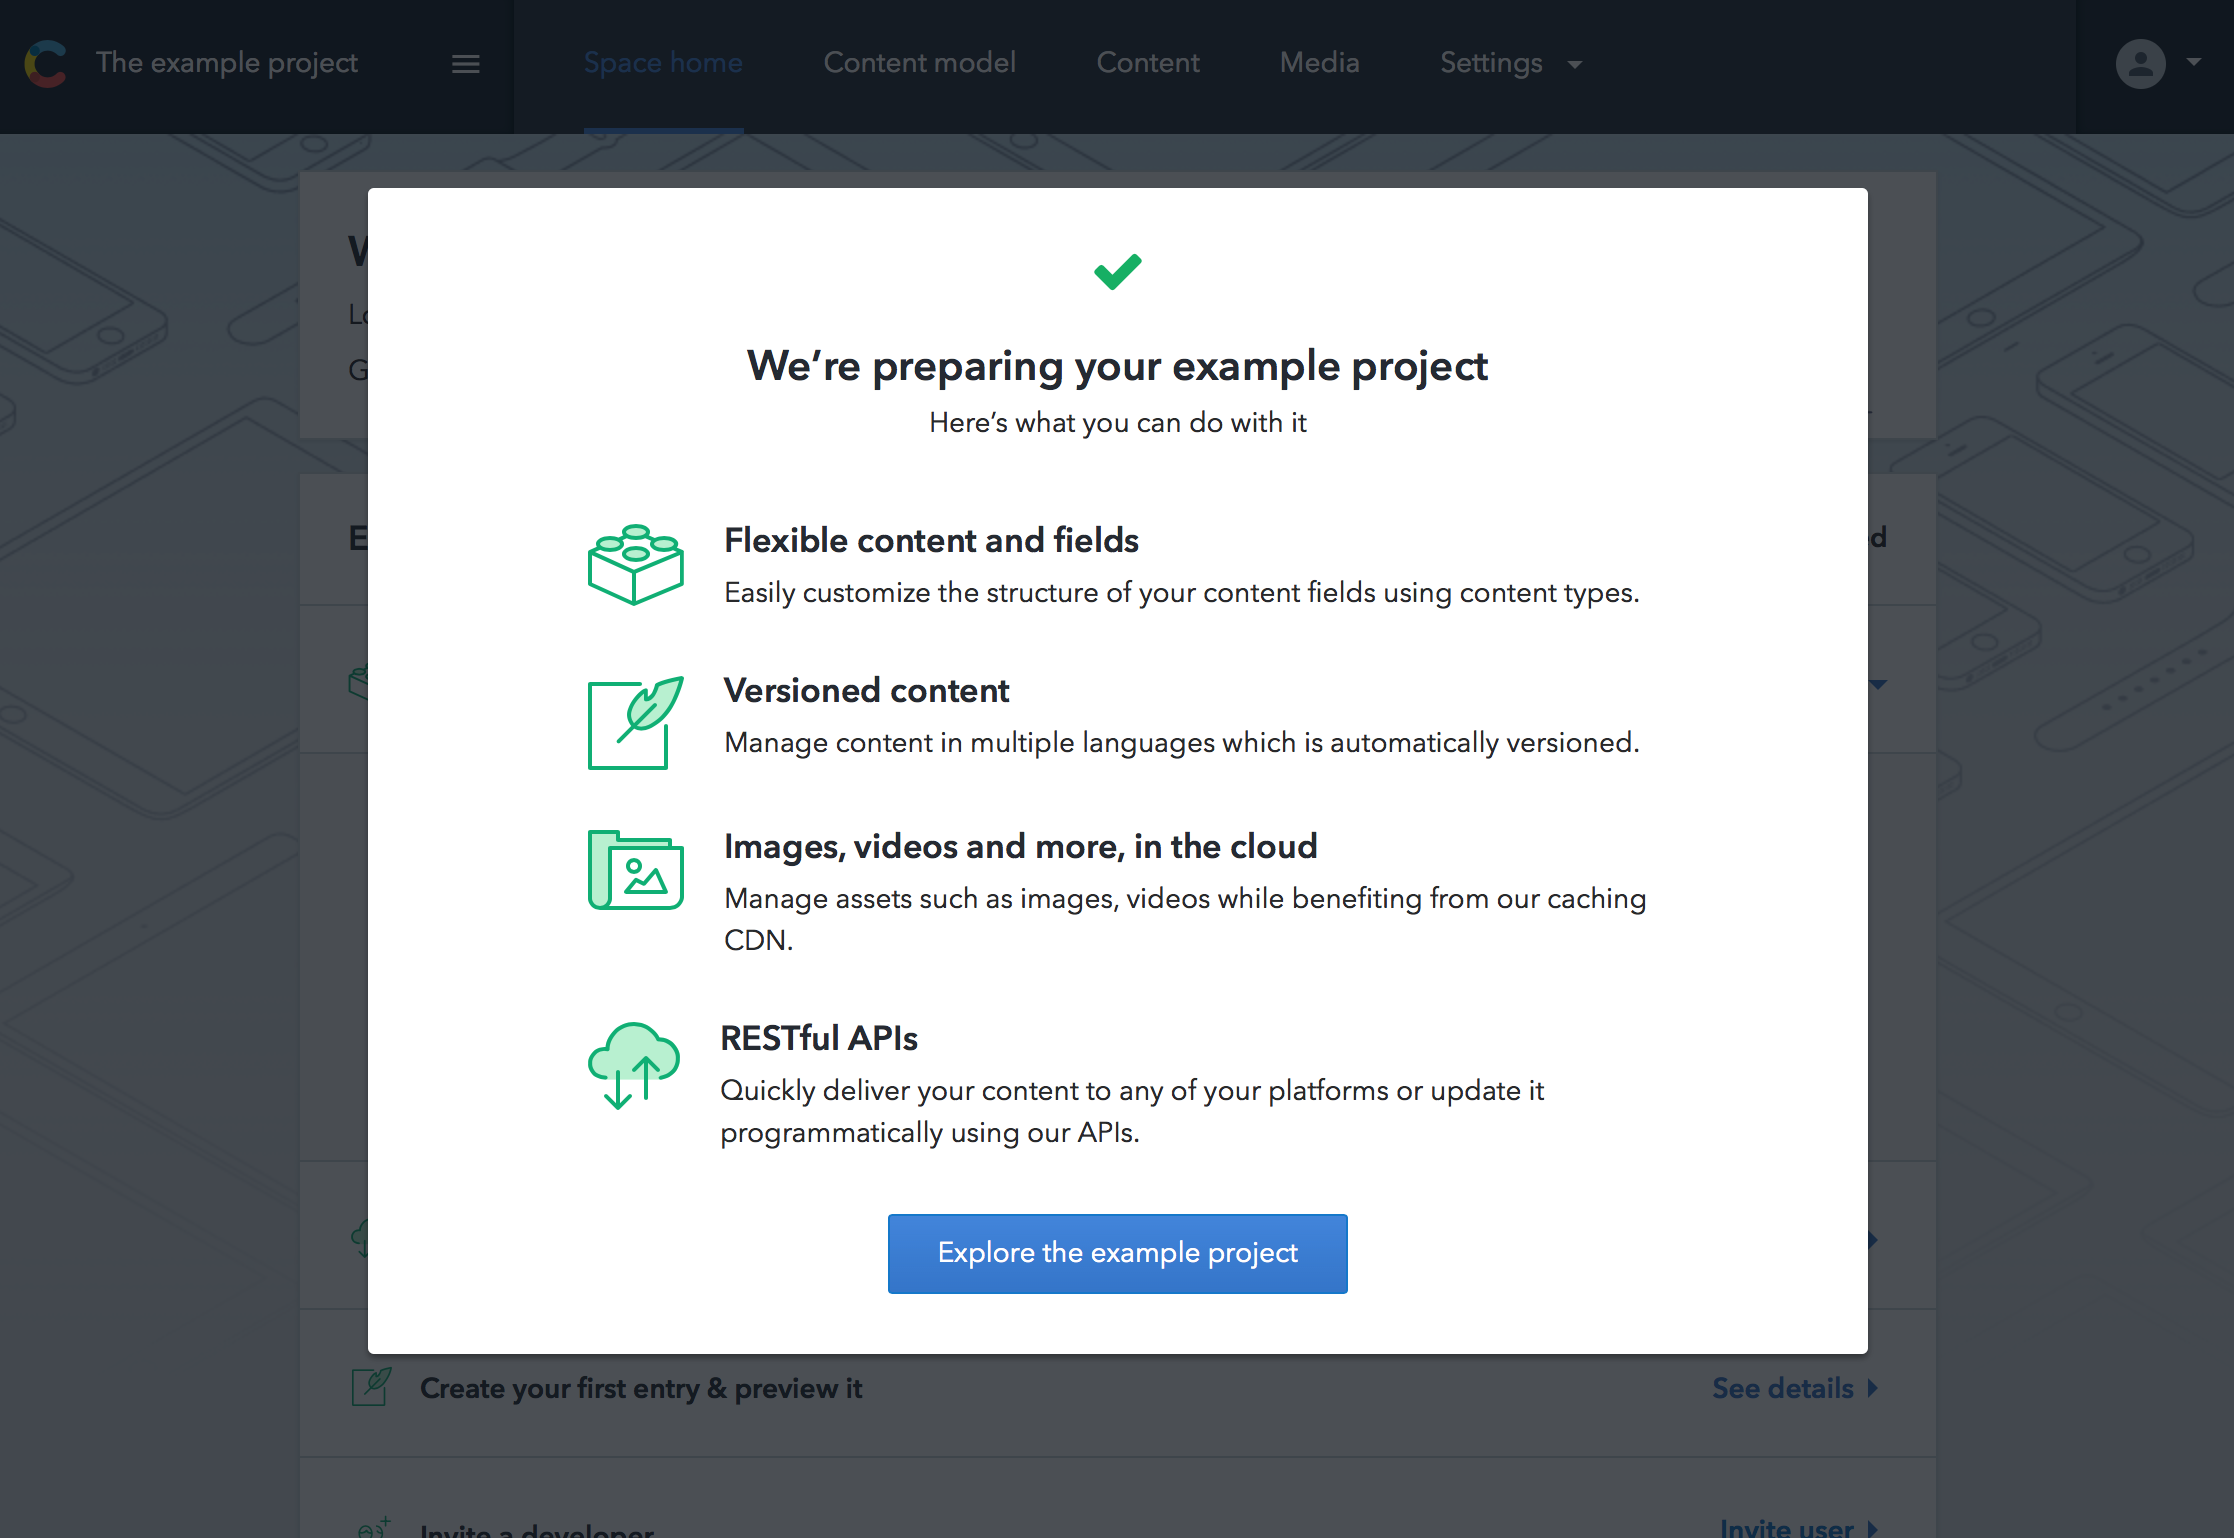 The example project
Space home
Content model
Content
Media
Settings
We're preparing your example project
Here's what you can do with it
Flexible content and fields
Easily customize the structure of your content fields using content types.
Versioned content
Manage content in multiple languages which is automatically versioned.
Images, videos and more, in the cloud
Manage assets such as images, videos while benefiting from our caching
CDN.
RESTful APIs
Quickly deliver your content to any of your platforms or update it
programmatically using our APIs.
Explore the example project
Create your first entry & preview it
See details
Invite a developer
Invite user